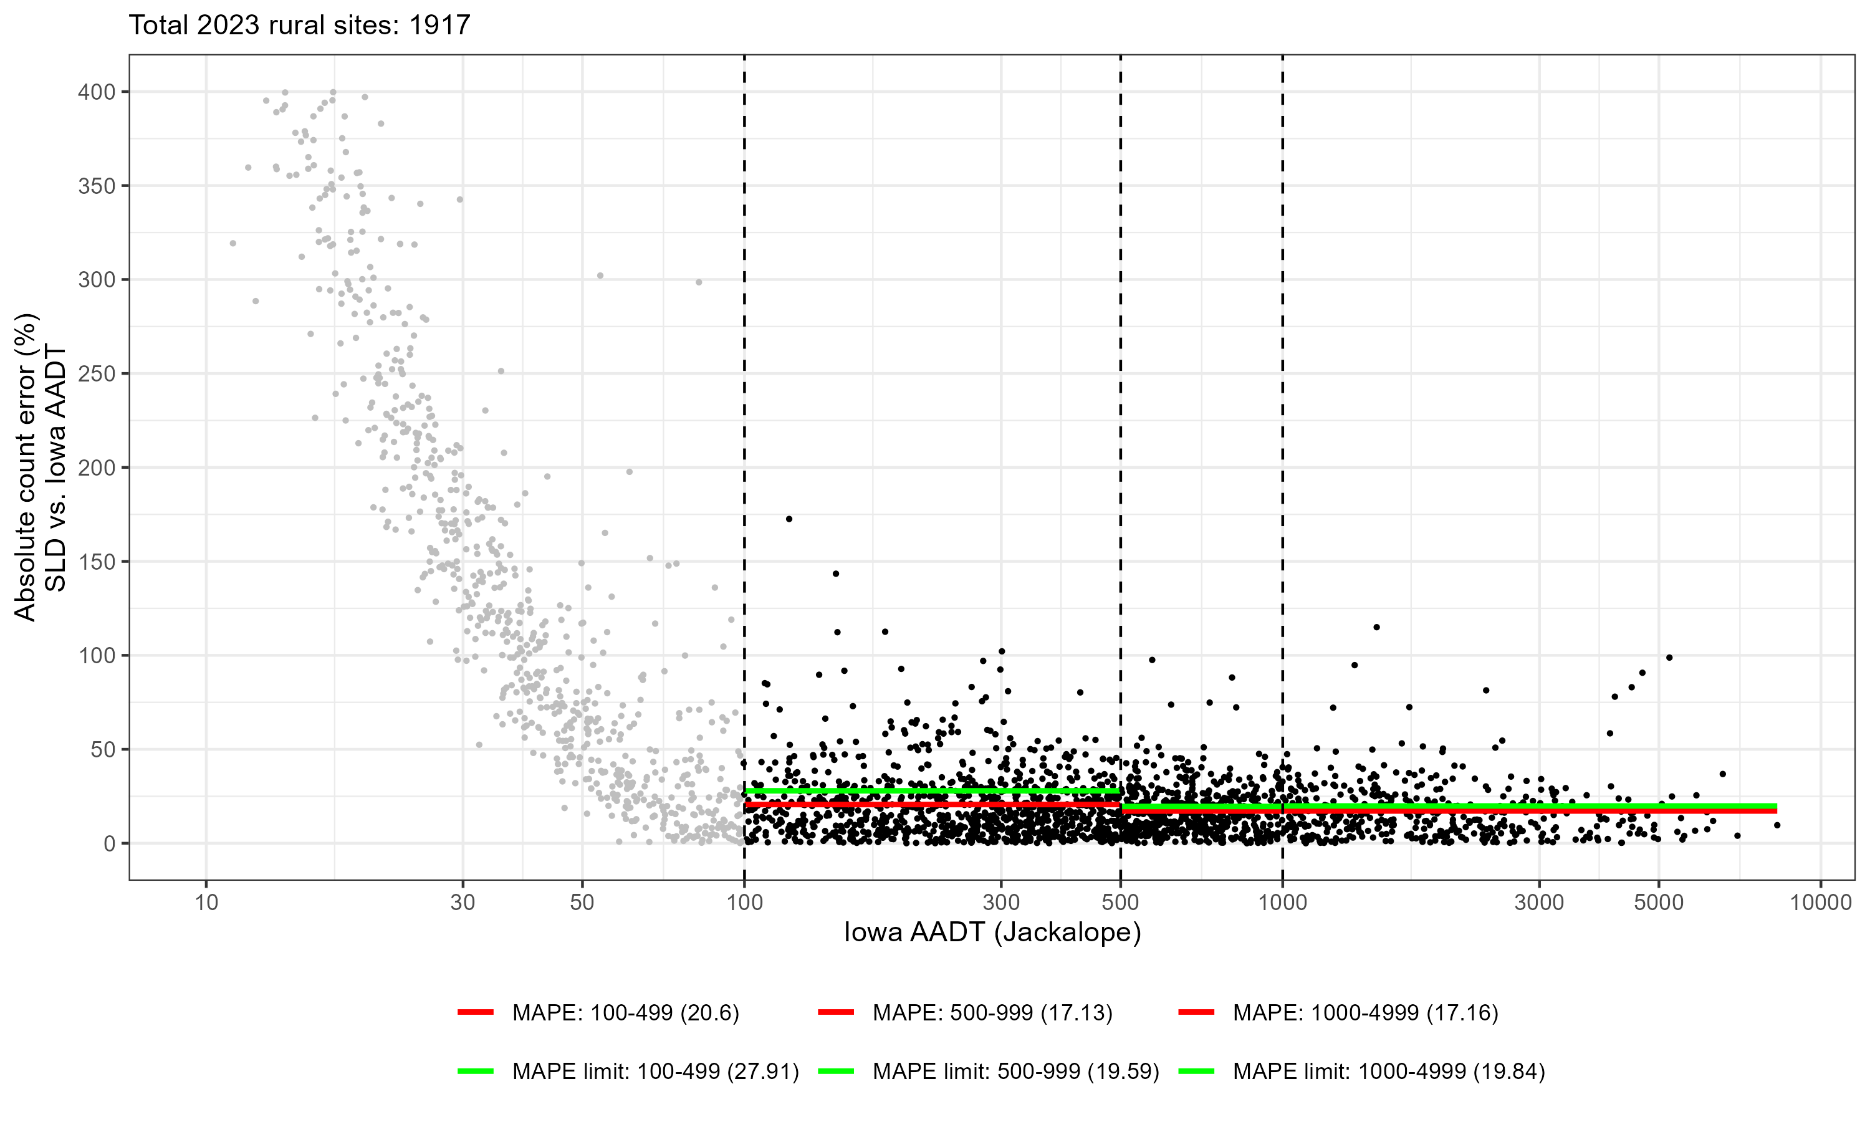 Total 2023 rural sites: 1917
400
350
300
250
200
150
100
50
0
Absolute count error (%)
SLD vs. Iowa AADT
10 30 50 100 300 500 1000 3000 5000 10000
Iowa AADT (Jackalope)
MAPE: 100-499 (20.6) MAPE: 500-999 (17.13) MAPE: 1000-4999 (17.16)
MAPE limit: 100-499 (27.91) MAPE limit: 500-999 (19.59) MAPE limit: 1000-4999 (19.84)